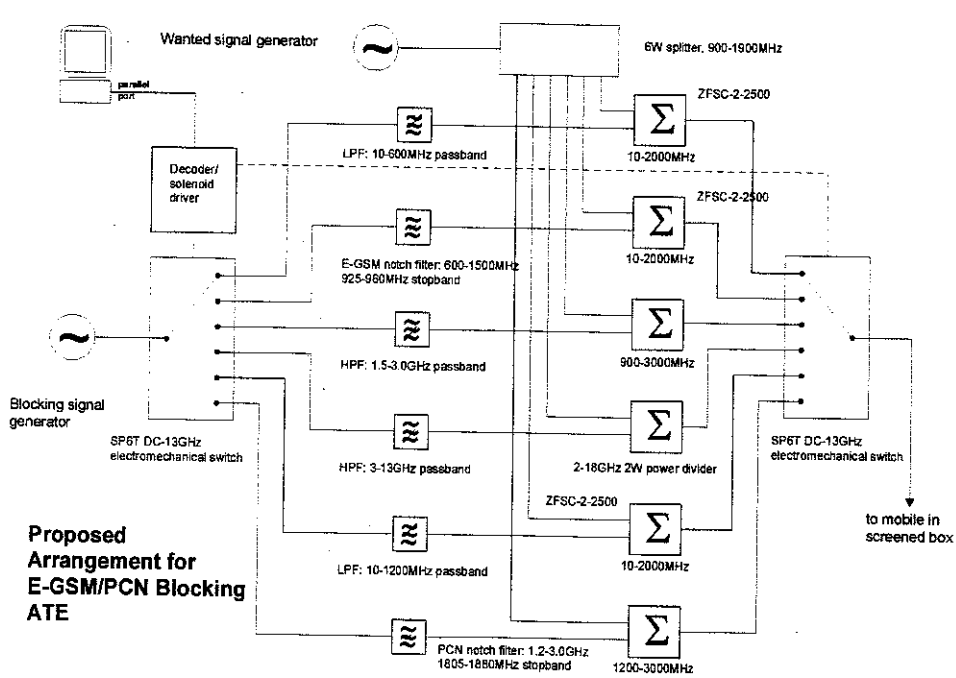 Wanted signal generator
6W splitter, 900-1900MHz
parallel
port
ZFSC-2-2500
Σ
LPF: 10-600MHz passband
10-2000MHz
Decoder/
solenoid
driver
ZFSC-2-2500
Σ
E-GSM notch filter: 600-1500MHz
925-960MHz stopband
10-2000MHz
Σ
HPF: 1.5-3.0GHz passband
900-3000MHz
Blocking signal
generator
Σ
SP6T DC-13GHz
electromechanical switch
HPF: 3-13GHz passband
2-18GHz 2W power divider
SP6T DC-13GHz
electromechanical switch
ZFSC-2-2500
Σ
to mobile in
screened box
Proposed
Arrangement for
E-GSM/PCN Blocking
ATE
LPF: 10-1200MHz passband
10-2000MHz
Σ
PCN notch filter: 1.2-3.0GHz
1805-1880MHz stopband
1200-3000MHz